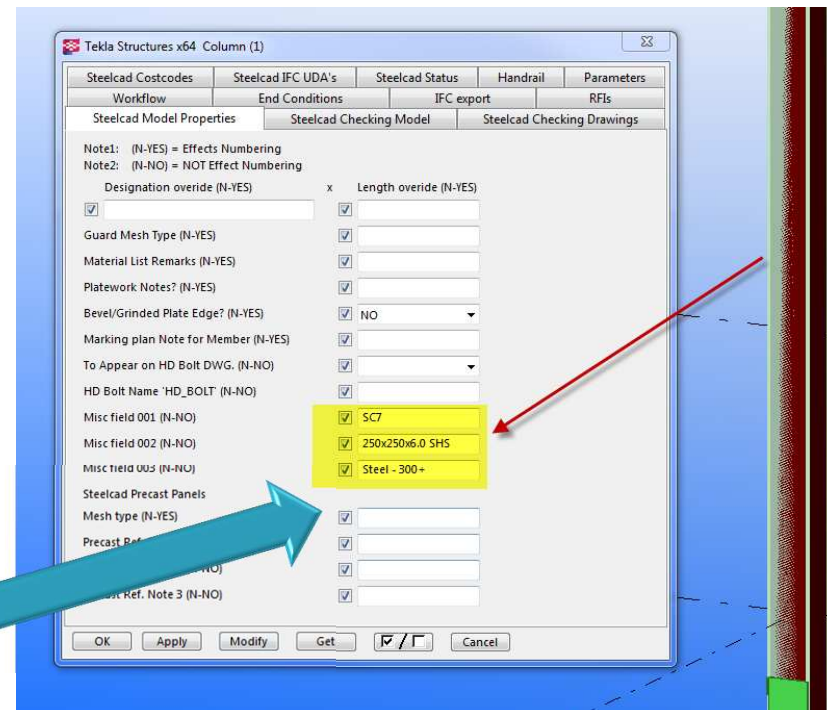 Tekla Structures x64 Column (1)
Steelcad Costcodes Steelcad IFC UDA's Steelcad Status Handrail Parameters
Workflow End Conditions IFC export RFIs
Steelcad Model Properties Steelcad Checking Model Steelcad Checking Drawings
Note1: (N-YES) = Effects Numbering
Note2: (N-NO) = NOT Effect Numbering
Designation overide (N-YES) x Length overide (N-YES)
Guard Mesh Type (N-YES)
Material List Remarks (N-YES)
Platework Notes? (N-YES)
Bevel/Grinded Plate Edge? (N-YES) NO
Marking plan Note for Member (N-YES)
To Appear on HD Bolt DWG. (N-NO)
HD Bolt Name 'HD_BOLT' (N-NO)
Misc field 001 (N-NO) SC7
Misc field 002 (N-NO) 250x250x6.0 SHS
Misc field 003 (N-NO) Steel - 300+
Steelcad Precast Panels
Mesh type (N-YES)
Precast
Ref. Note 3 (N-NO)
OK Apply Modify Get / Cancel